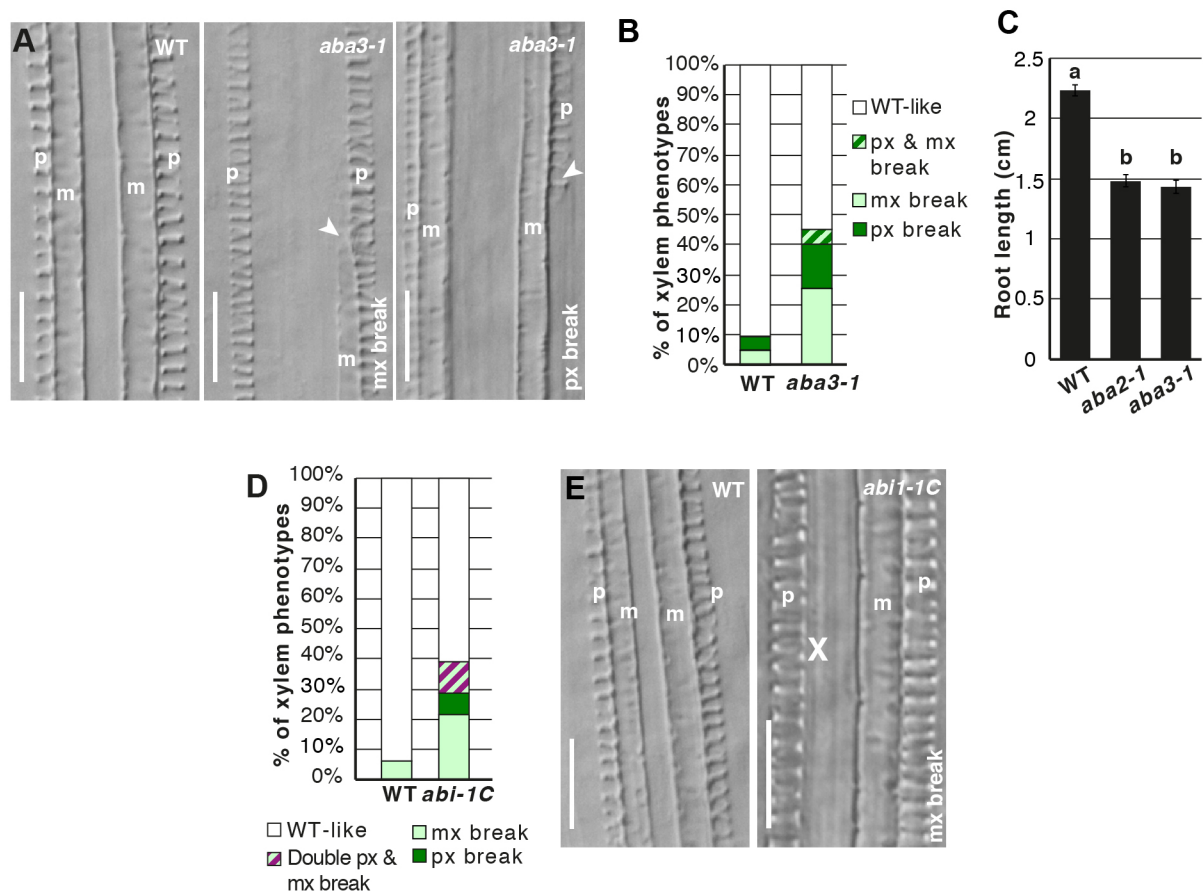 A
WT
p
m
m
p
aba3-1
p
p
m
mx break
aba3-1
p
p
m
m
px break
B
% of xylem phenotypes
100%
90%
80%
70%
60%
50%
40%
30%
20%
10%
0%
WT aba3-1
WT-like
px & mx
break
mx break
px break
C
Root length (cm)
2.5
2
1.5
1
0.5
0
a
b
b
WT
aba2-1
aba3-1
D
% of xylem phenotypes
100%
90%
80%
70%
60%
50%
40%
30%
20%
10%
0%
WT abi-1C
WT-like
Double px &
mx break
mx break
px break
E
WT
p
m
m
p
abi1-1C
p
X
m
p
mx break